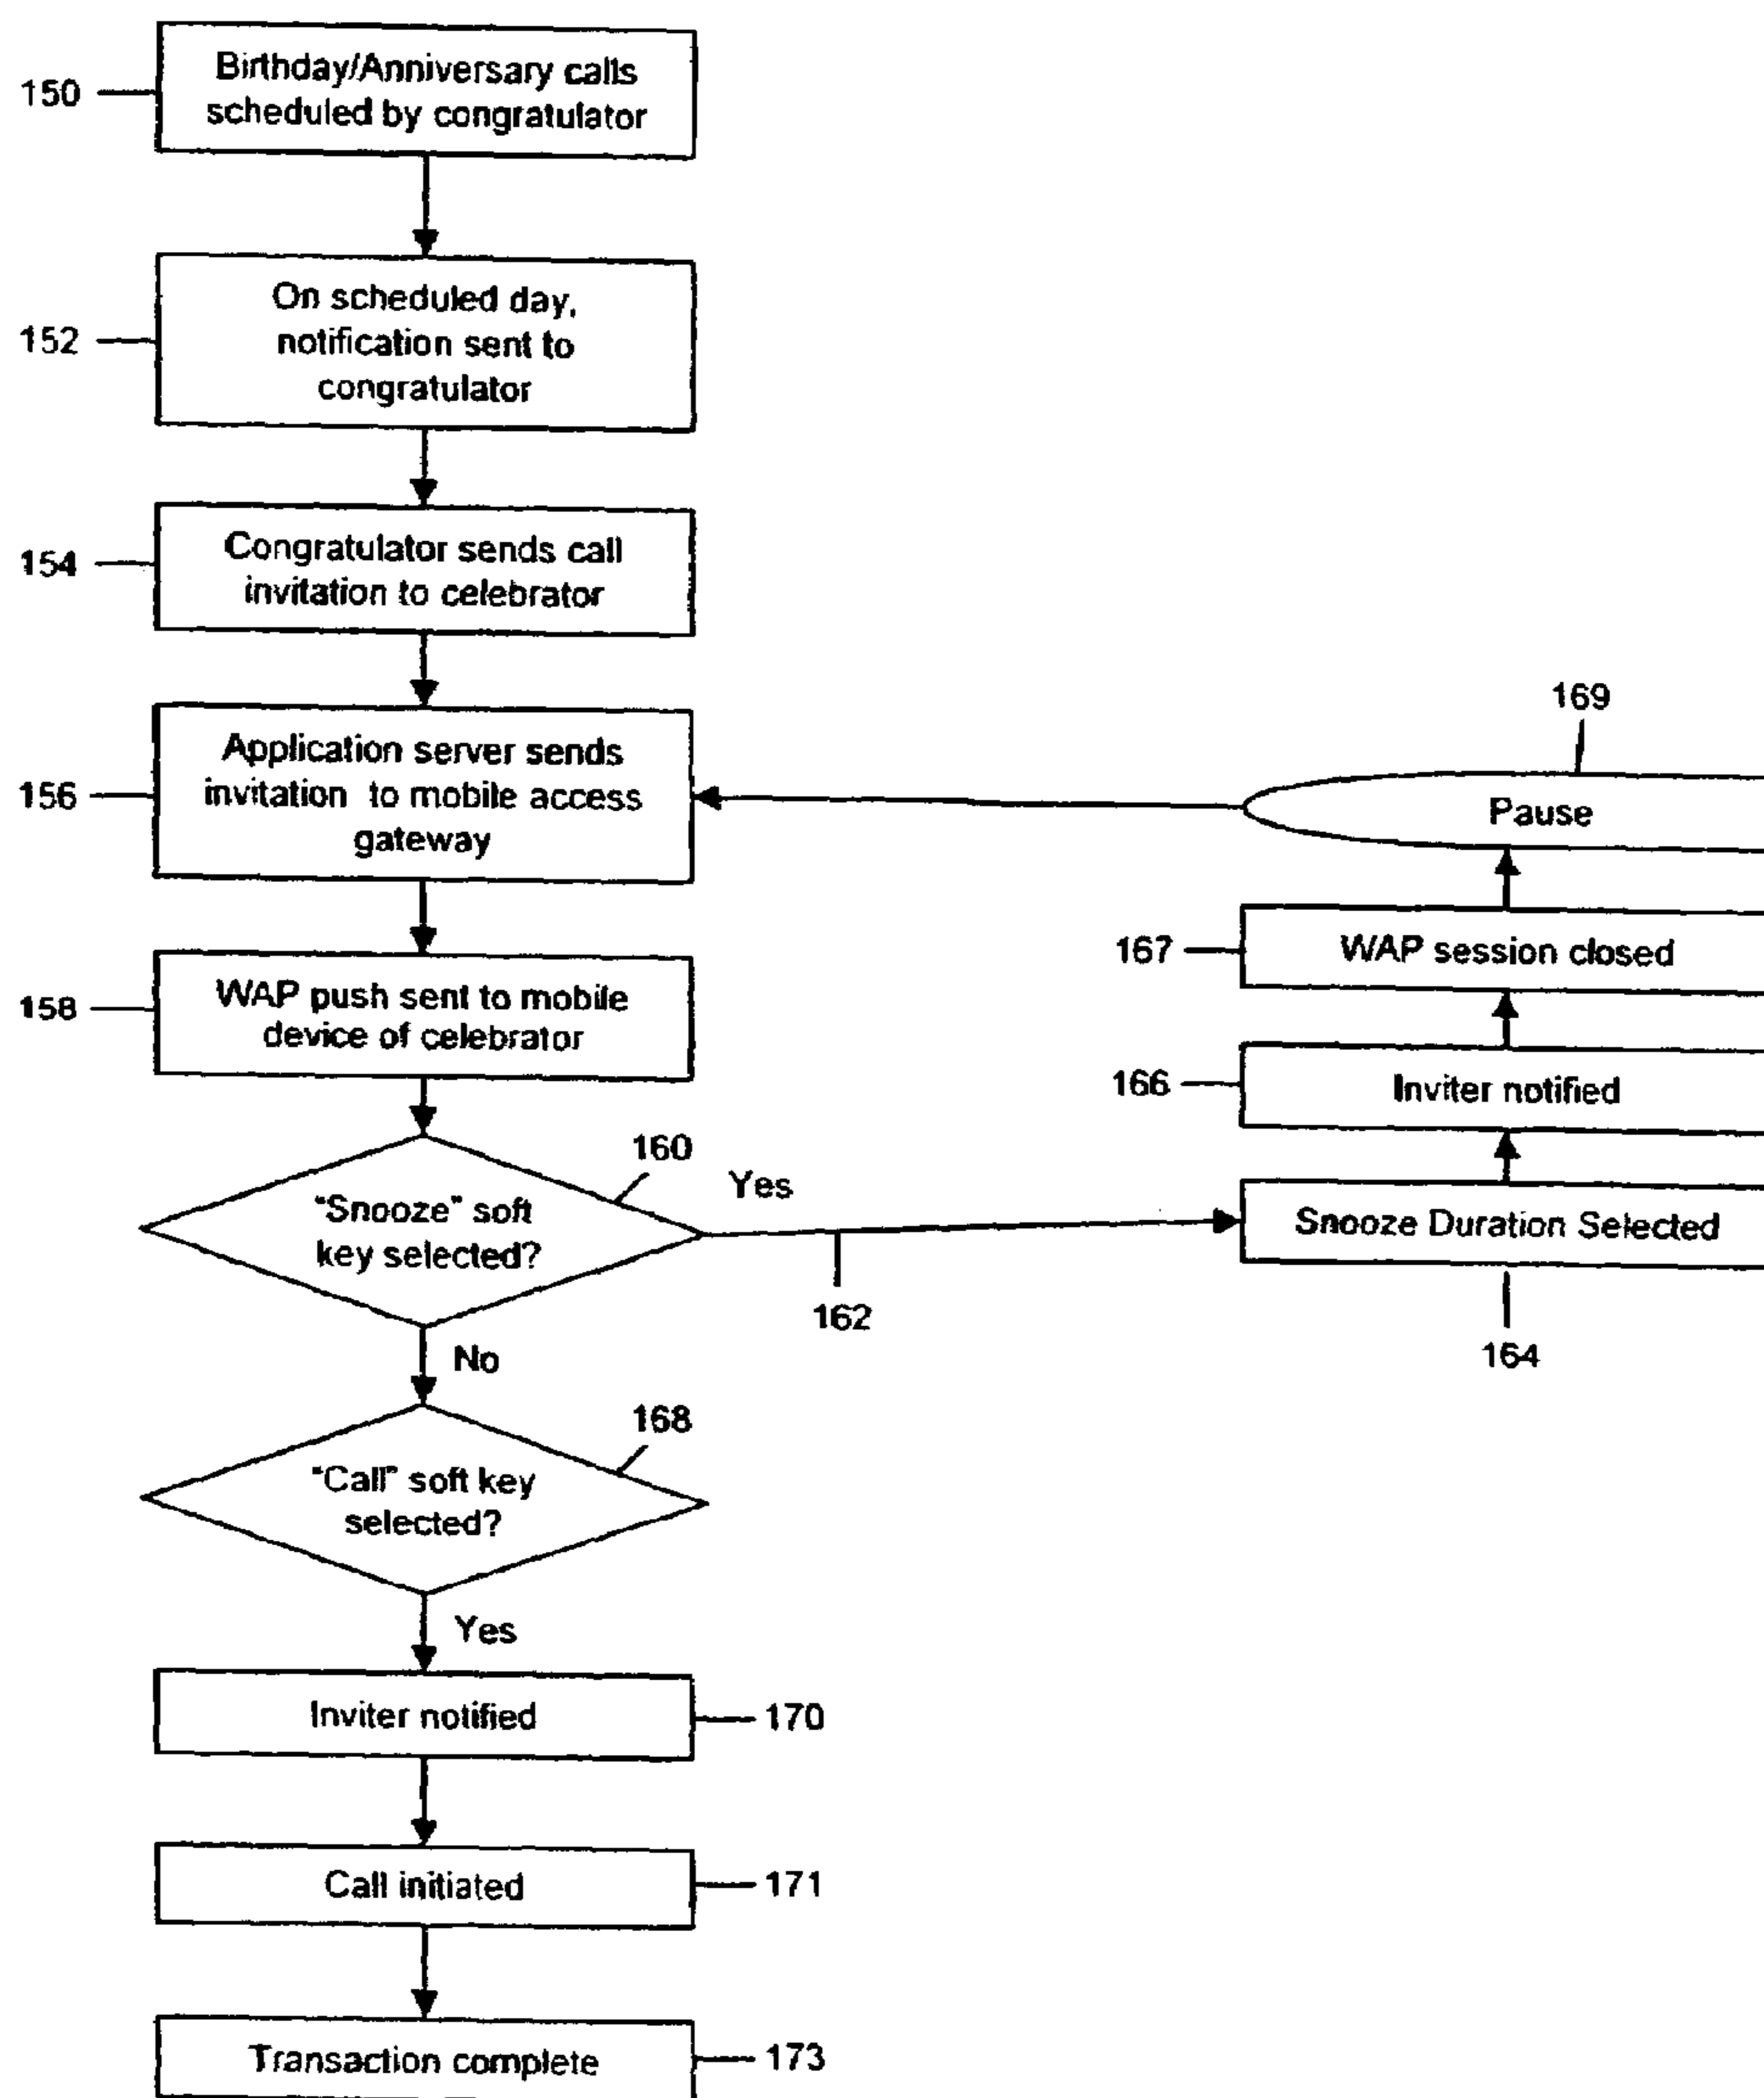 150
Birthday/Anniversary calls
scheduled by congratulator
152
On scheduled day,
notification sent to
congratulator
154
Congratulator sends call
invitation to celebrator
156
Application server sends
invitation to mobile access
gateway
169
Pause
158
WAP push sent to mobile
device of celebrator
167
WAP session closed
166
Inviter notified
160
"Snooze" soft
key selected?
Yes
162
Snooze Duration Selected
164
No
168
"Call" soft key
selected?
Yes
Inviter notified
170
Call initiated
171
Transaction complete
173